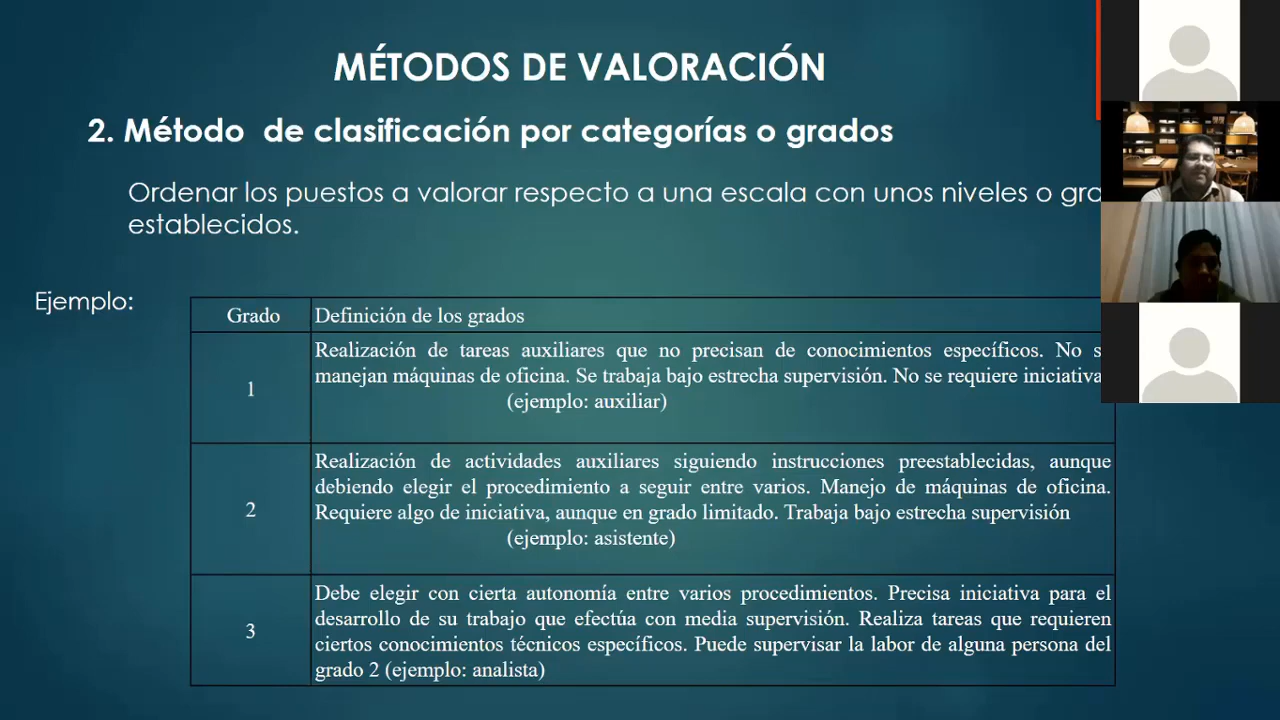 MÉTODOS DE VALORACIÓN
2. Método de clasificación por categorías o grados
Ordenar los puestos a valorar respecto a una escala con unos niveles o
establecidos.
Ejemplo:
Grado
Definición de los grados
1
Realización de tareas auxiliares que no precisan de conocimientos específicos. No
manejan máquinas de oficina. Se trabaja bajo estrecha supervisión. No se requiere iniciativa
(ejemplo: auxiliar)
2
Realización de actividades auxiliares siguiendo instrucciones preestablecidas, aunque
debiendo elegir el procedimiento a seguir entre varios. Manejo de máquinas de oficina.
Requiere algo de iniciativa, aunque en grado limitado. Trabaja bajo estrecha supervisión
(ejemplo: asistente)
3
Debe elegir con cierta autonomía entre varios procedimientos. Precisa iniciativa para el
desarrollo de su trabajo que efectúa con media supervisión. Realiza tareas que requieren
ciertos conocimientos técnicos específicos. Puede supervisar la labor de alguna persona del
grado 2 (ejemplo: analista)